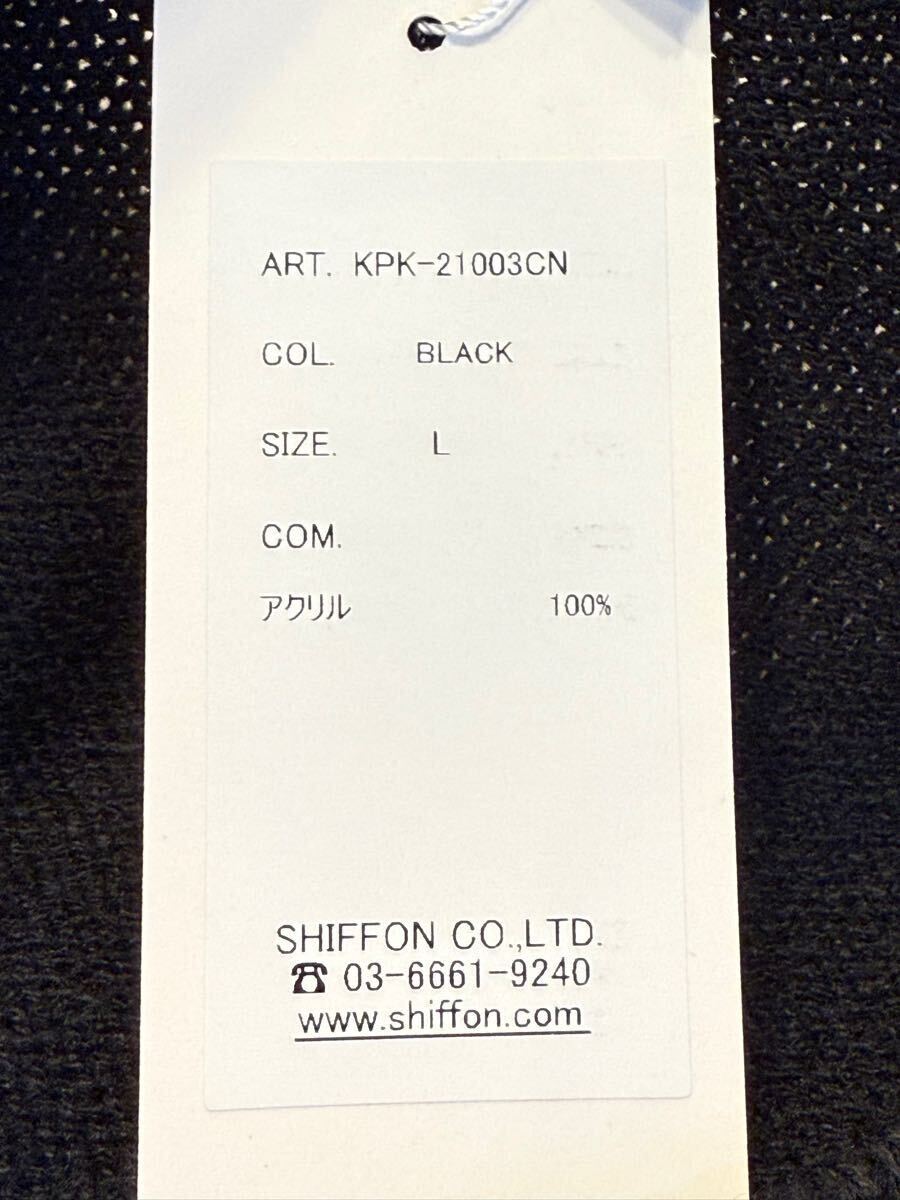 ART. KPK-21003CN
COL. BLACK
SIZE. L
COM.
アクリル 100%
SHIFFON CO.,LTD.
☎ 03-6661-9240
www.shiffon.com